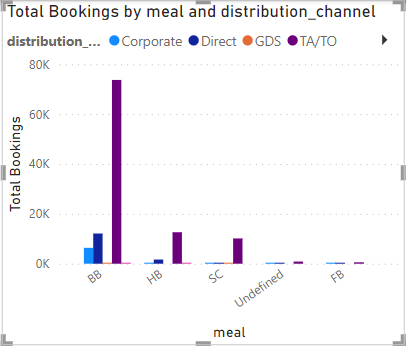 Total Bookings by meal and distribution_channel
distribution_... Corporate Direct GDS TA/TO
80K
60K
40K
20K
0K
Total Bookings
BB HB SC Undefined FB
meal